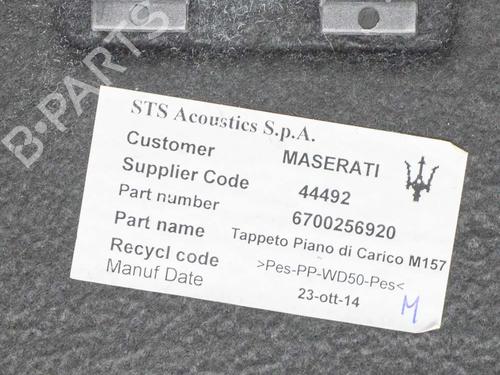 B-PARTS
STS Acoustics S.p.A.
Customer MASERATI
Supplier Code 44492
Part number 6700256920
Part name Tappeto Piano di Carico M157
Recycl code >Pes-PP-WD50-Pes<
Manuf Date 23-ott-14
M